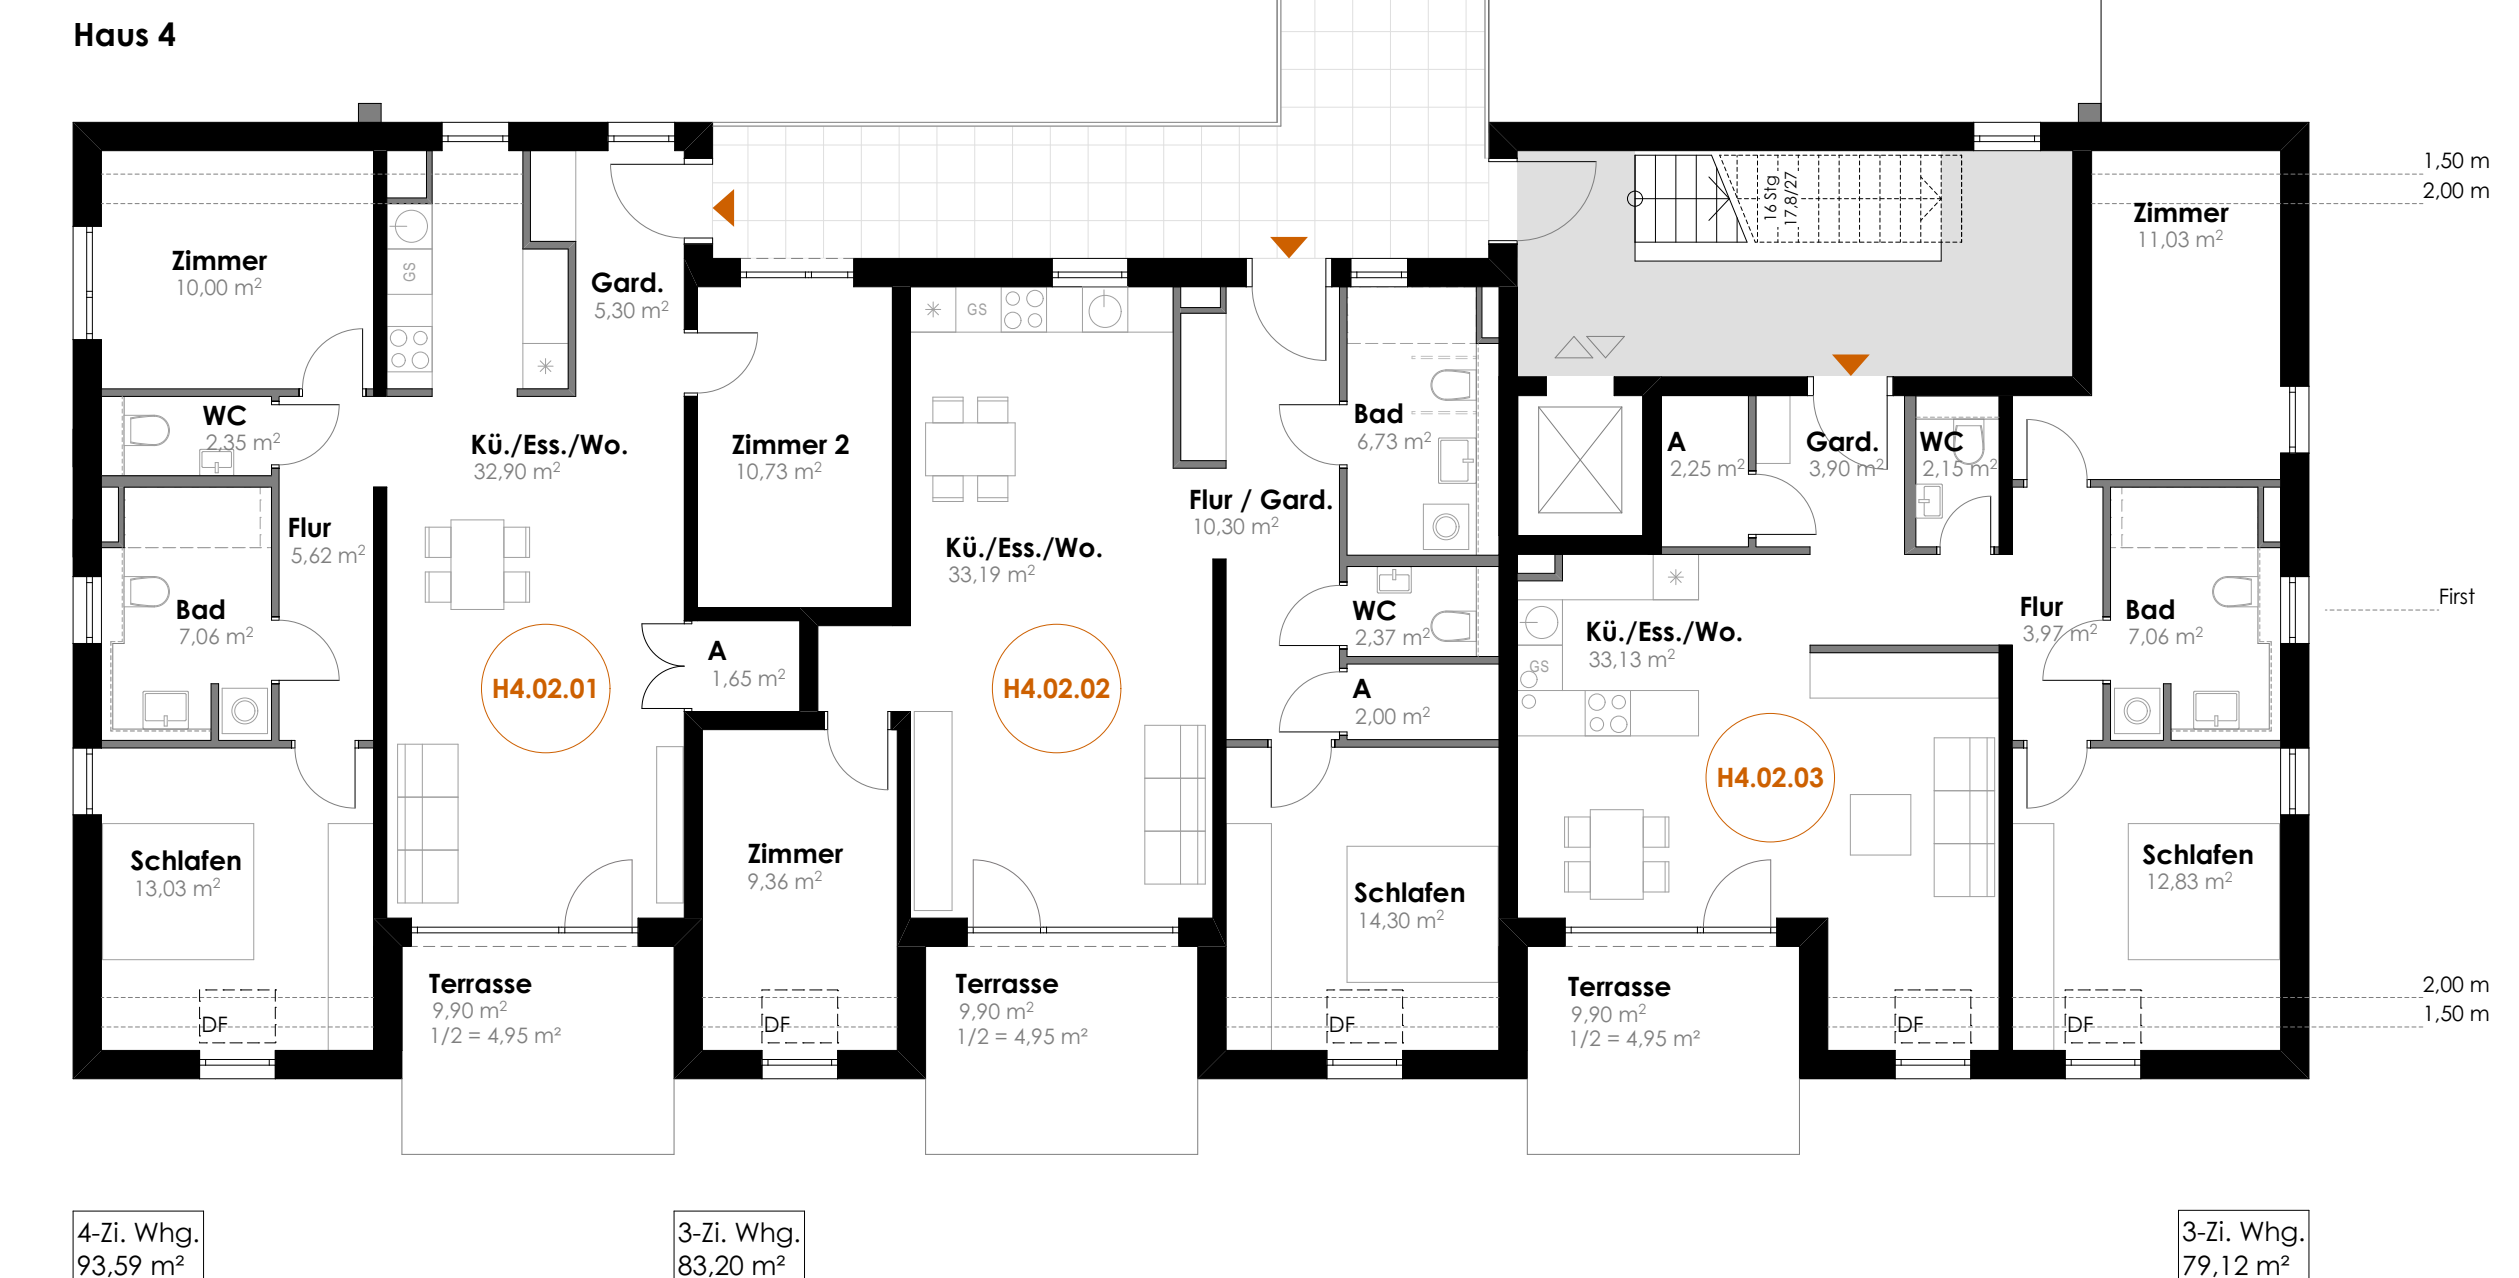 Haus 4
1,50 m
2,00 m
16 Stg
17,8/27
Zimmer
11,03 m²
Zimmer
10,00 m²
GS
Gard.
5,30 m²
GS
WC
2,35 m²
Kü./Ess./Wo.
32,90 m²
Zimmer 2
10,73 m²
Bad
6,73 m²
A
2,25 m²
Gard.
3,90 m²
WC
2,15 m²
Flur
5,62 m²
Flur / Gard.
10,30 m²
Kü./Ess./Wo.
33,19 m²
Bad
7,06 m²
WC
2,37 m²
Kü./Ess./Wo.
33,13 m²
GS
Flur
3,97 m²
Bad
7,06 m²
First
A
1,65 m²
A
2,00 m²
H4.02.01
H4.02.02
H4.02.03
Schlafen
13,03 m²
Zimmer
9,36 m²
Schlafen
14,30 m²
Schlafen
12,83 m²
Terrasse
9,90 m²
1/2 = 4,95 m²
Terrasse
9,90 m²
1/2 = 4,95 m²
Terrasse
9,90 m²
1/2 = 4,95 m²
2,00 m
1,50 m
DF
DF
DF
DF
DF
4-Zi. Whg.
93,59 m²
3-Zi. Whg.
83,20 m²
3-Zi. Whg.
79,12 m²